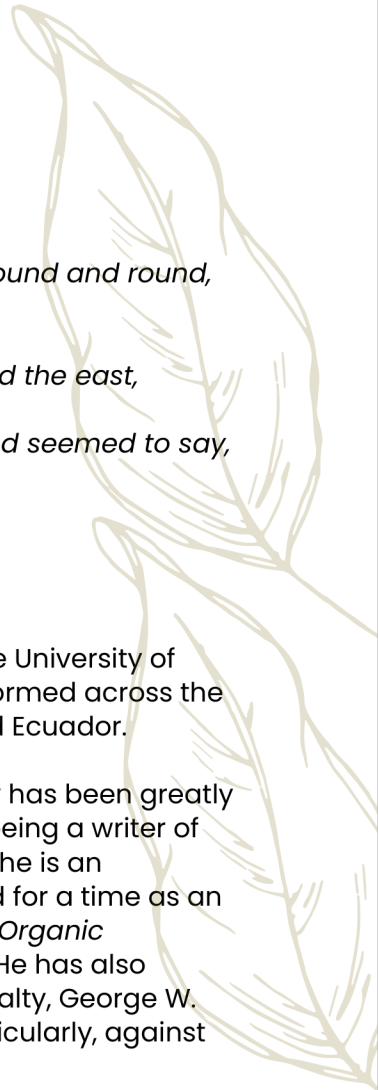 ound and round,
d the east,
d seemed to say,
e University of
ormed across the
l Ecuador.
has been greatly
eing a writer of
he is an
d for a time as an
Organic
He has also
alty, George W.
icularly, against